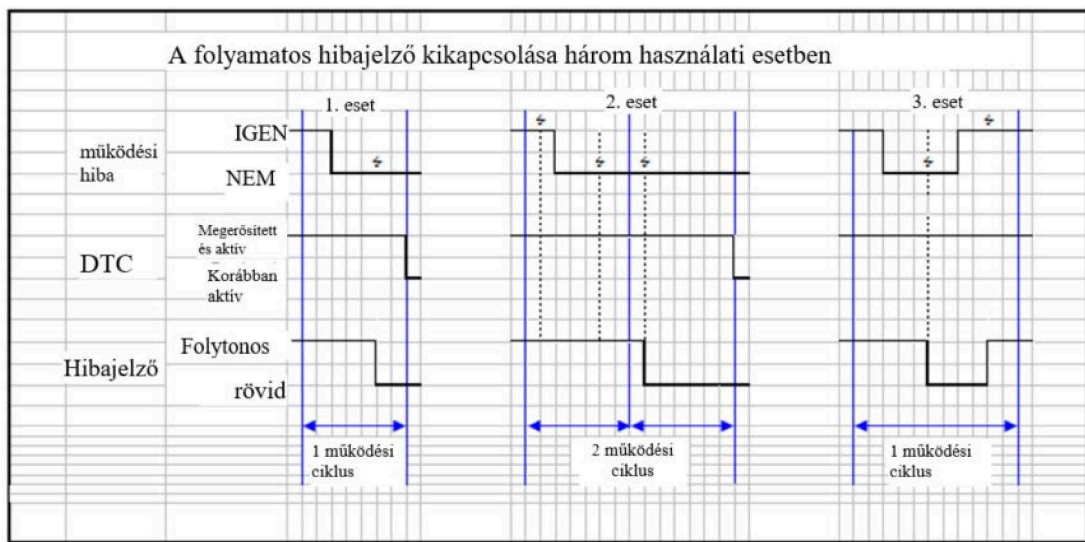 A folyamatos hibajelző kikapcsolása három használati esetben
1. eset
2. eset
3. eset
működési
hiba
IGEN
NEM
DTC
Megerősített
és aktív
Korábban
aktív
Hibajelző
Folytonos
rövid
1 működési
ciklus
2 működési
ciklus
1 működési
ciklus